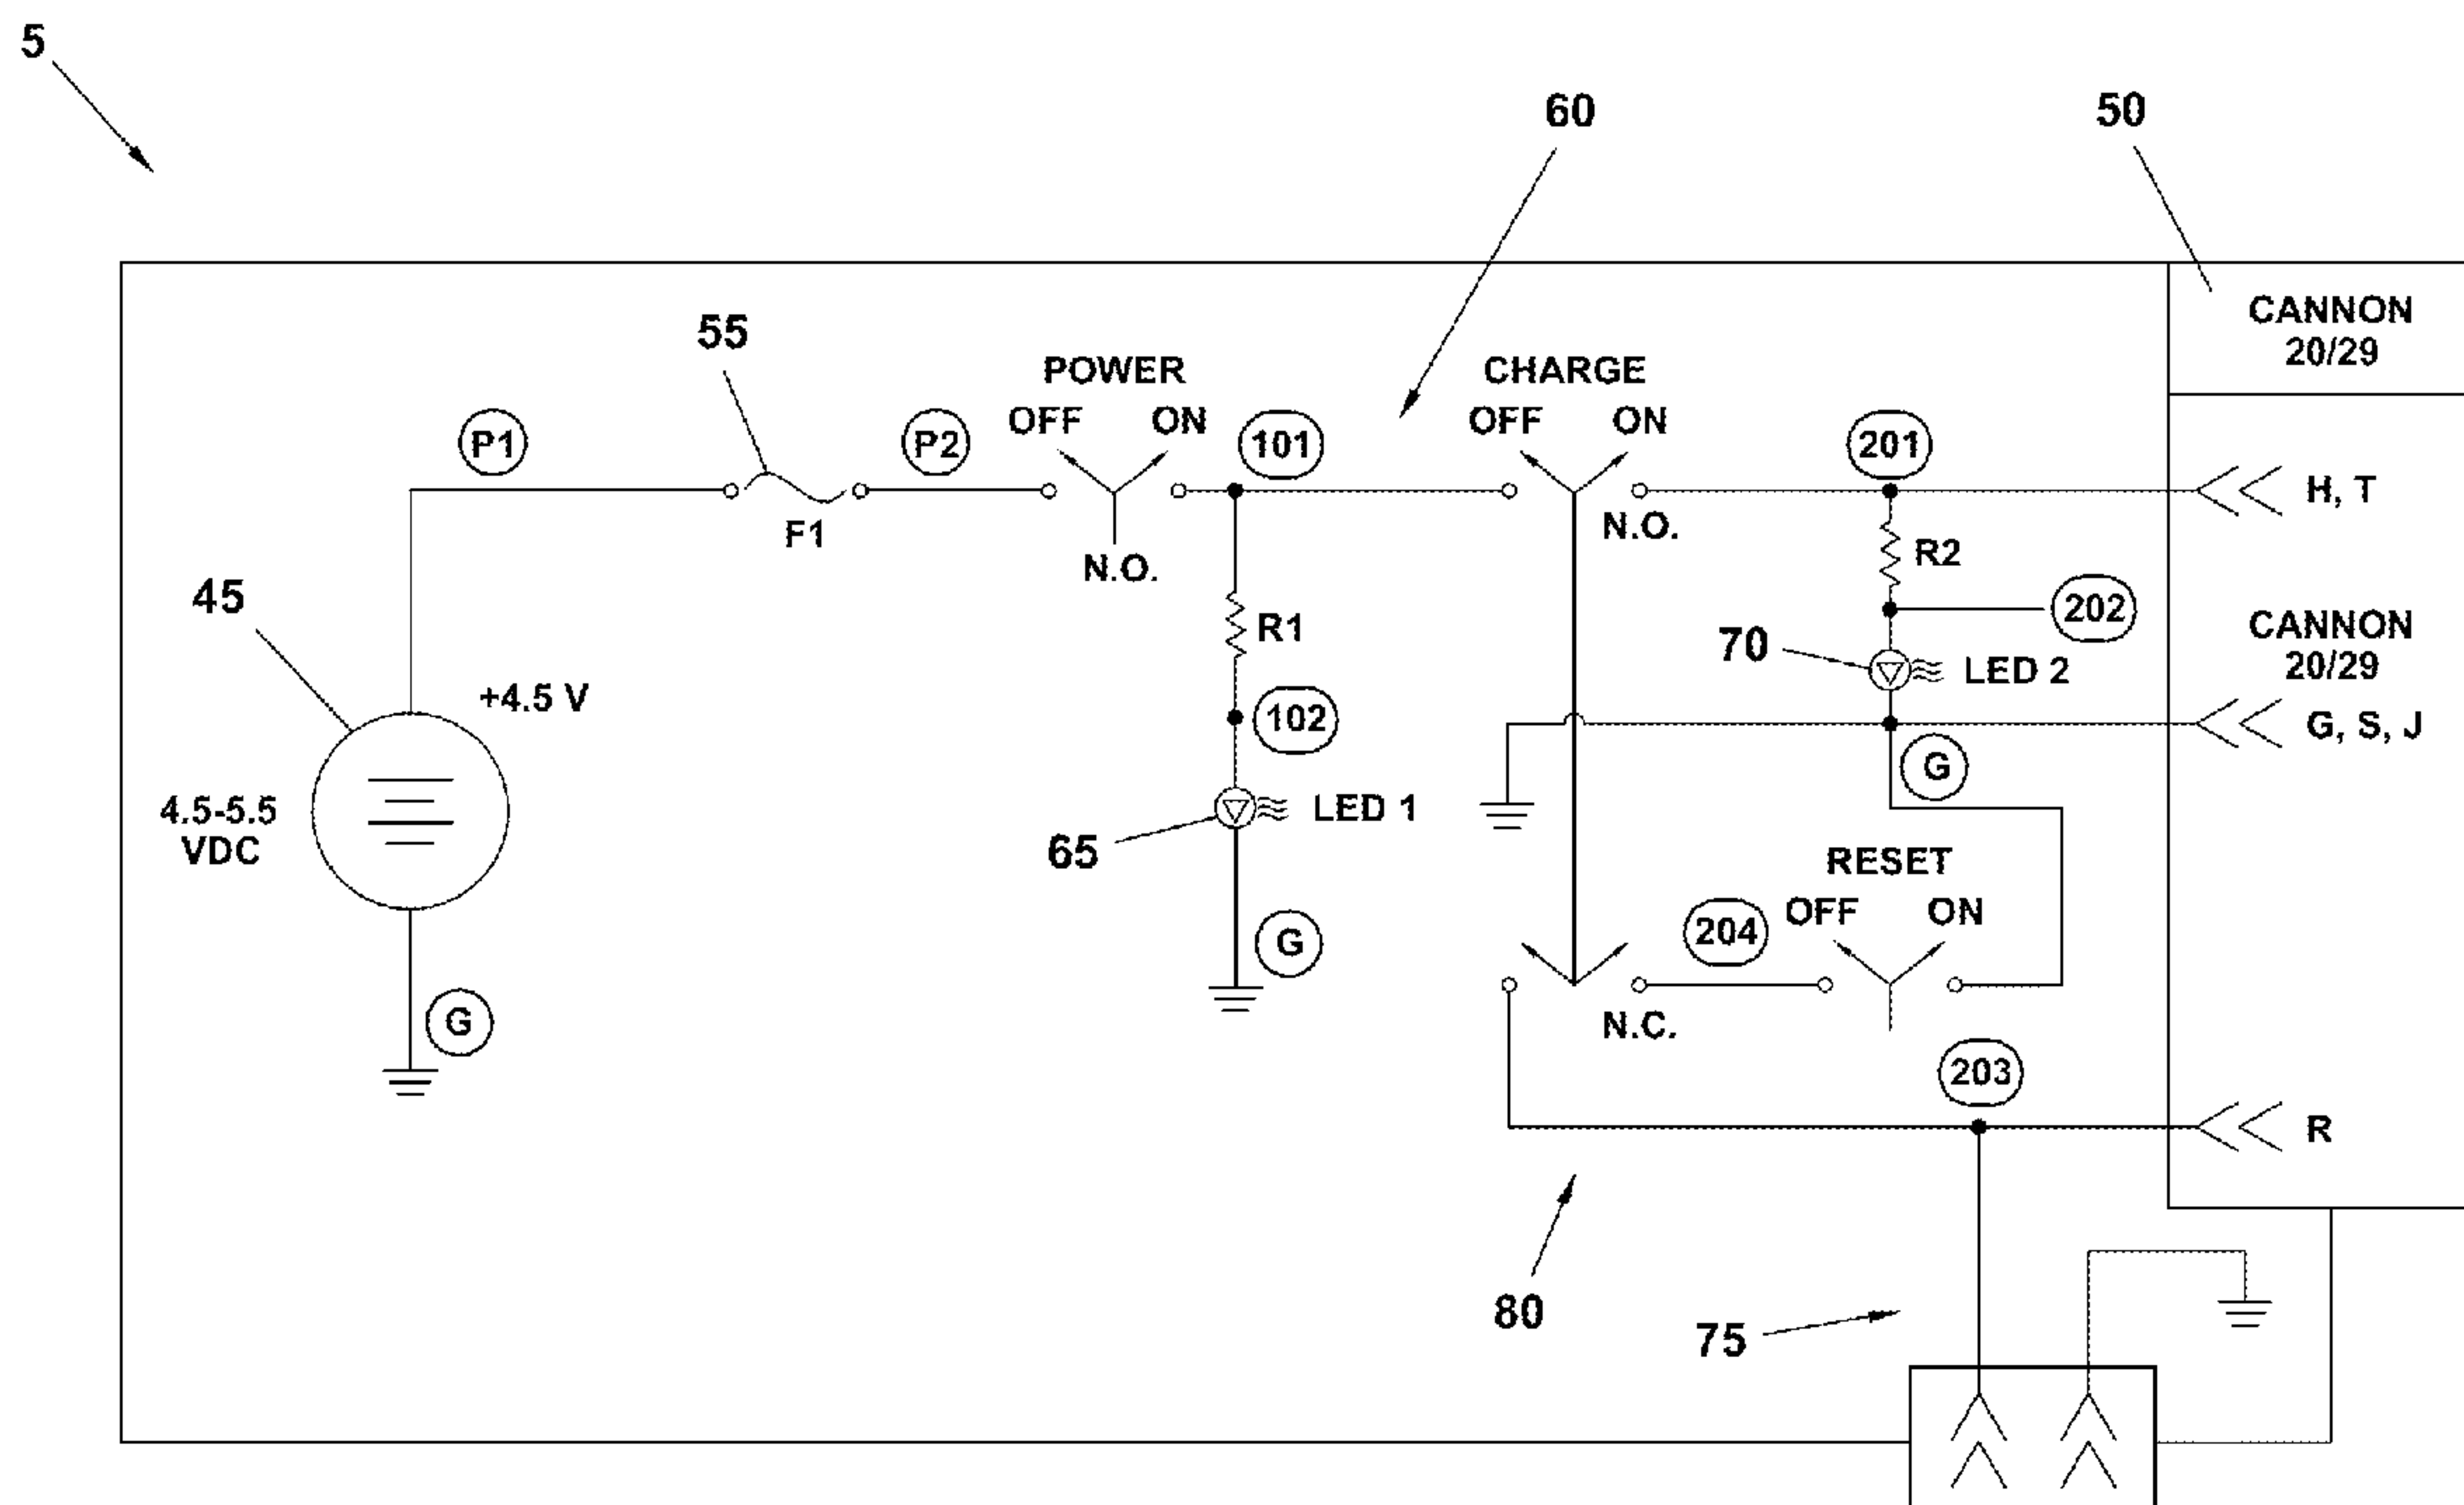 5
60
50
CANNON
20/29
55
POWER
OFF ON
CHARGE
OFF ON
P1
P2
101
201
F1
N.O.
N.O.
H, T
R2
45
R1
202
CANNON
20/29
70
LED 2
+4.5 V
102
G, S, J
G
4.5-5.5
VDC
LED 1
65
RESET
OFF ON
204
G
G
N.C.
203
R
80
75